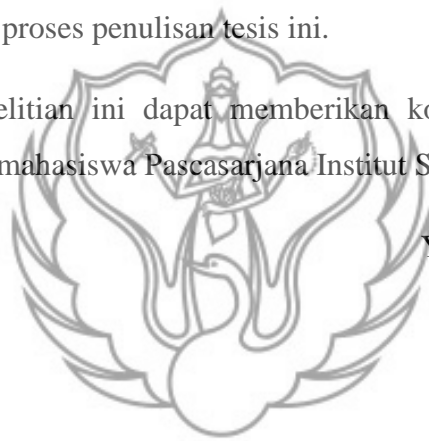 proses penulisan tesis ini.
elitian ini dapat memberikan ko
mahasiswa Pascasarjana Institut S
Y